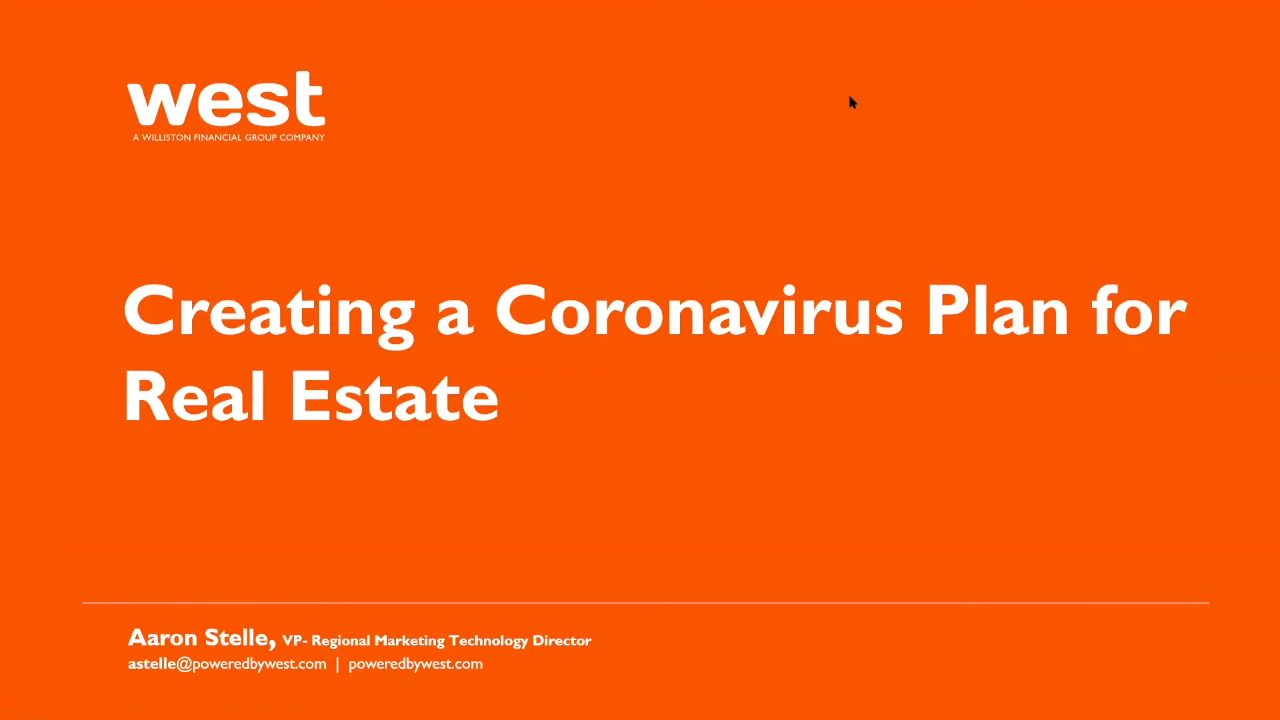 west
A WILLISTON FINANCIAL GROUP COMPANY
Creating a Coronavirus Plan for
Real Estate
Aaron Stelle, VP- Regional Marketing Technology Director
astelle@poweredbywest.com | poweredbywest.com